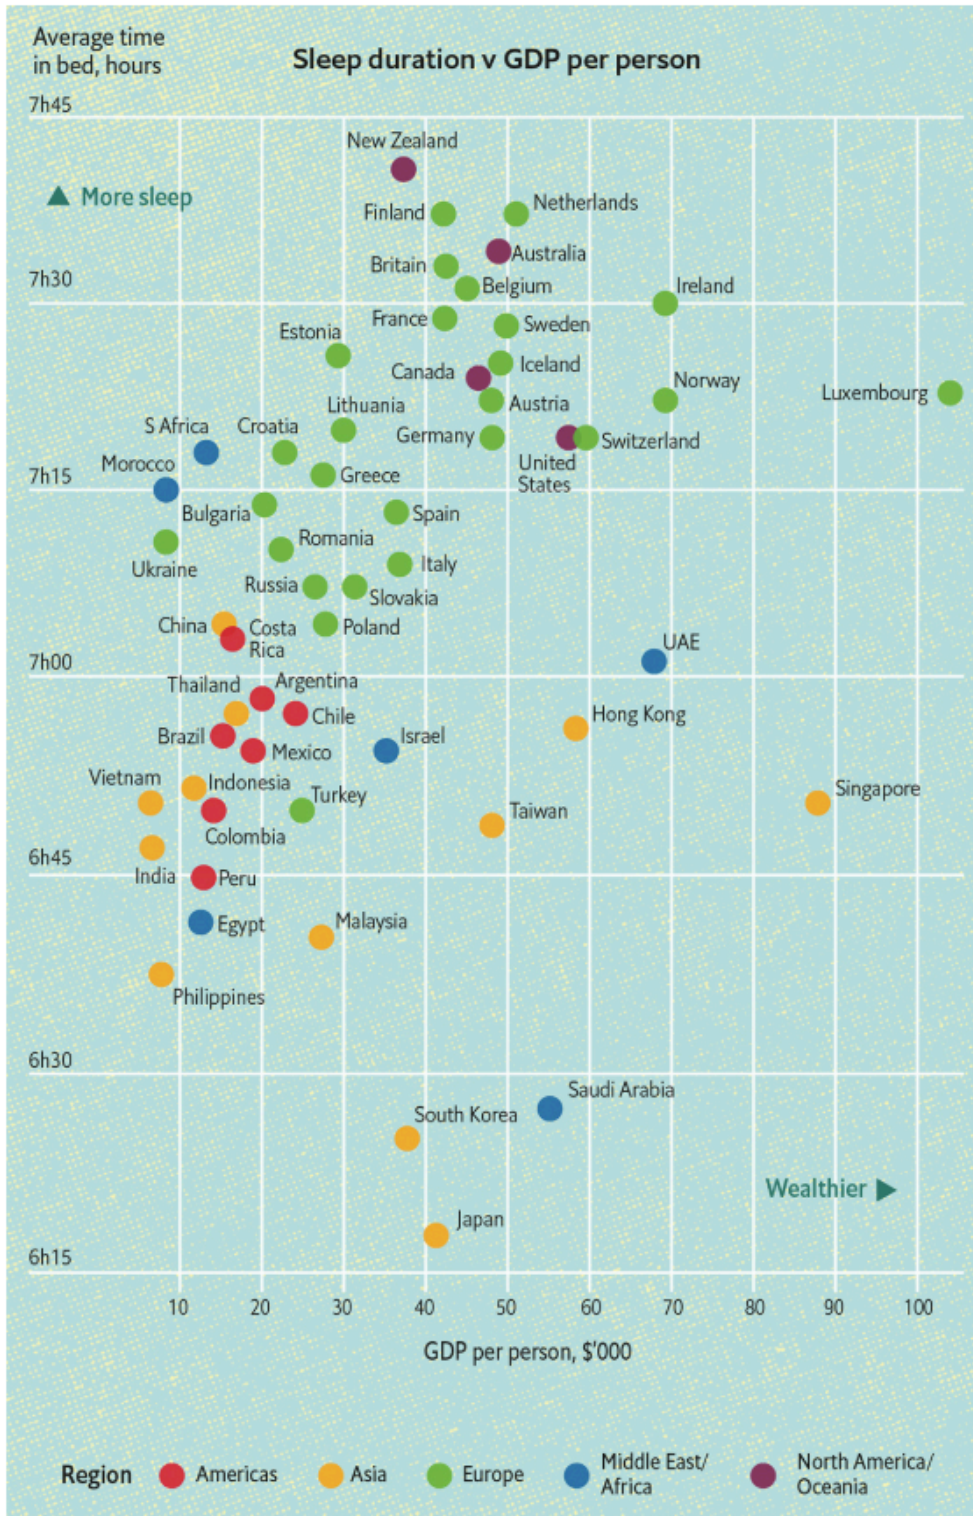 Average time
in bed, hours
Sleep duration v GDP per person
7h45
New Zealand
More sleep
Finland
Netherlands
Australia
Britain
7h30
Belgium
Ireland
France
Sweden
Estonia
Canada
Iceland
Norway
Luxembourg
Austria
Lithuania
S Africa
Croatia
Germany
Switzerland
United
States
Morocco
7h15
Greece
Bulgaria
Spain
Romania
Ukraine
Italy
Russia
Slovakia
China
Costa
Rica
Poland
UAE
7h00
Thailand
Argentina
Chile
Hong Kong
Brazil
Mexico
Israel
Vietnam
Indonesia
Turkey
Singapore
Taiwan
Colombia
6h45
India
Peru
Egypt
Malaysia
Philippines
6h30
Saudi Arabia
South Korea
Wealthier
Japan
6h15
10 20 30 40 50 60 70 80 90 100
GDP per person, $'000
Region
Americas
Asia
Europe
Middle East/
Africa
North America/
Oceania